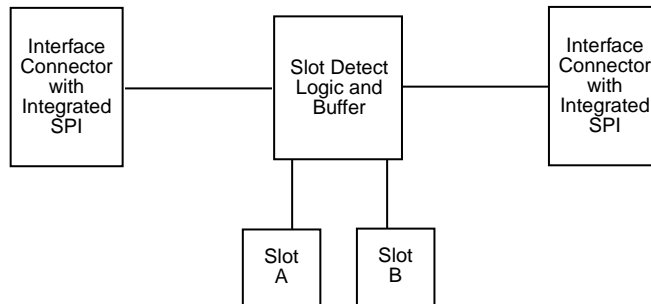 Interface
Connector
with
Integrated
SPI
Slot Detect
Logic and
Buffer
Interface
Connector
with
Integrated
SPI
Slot
A
Slot
B